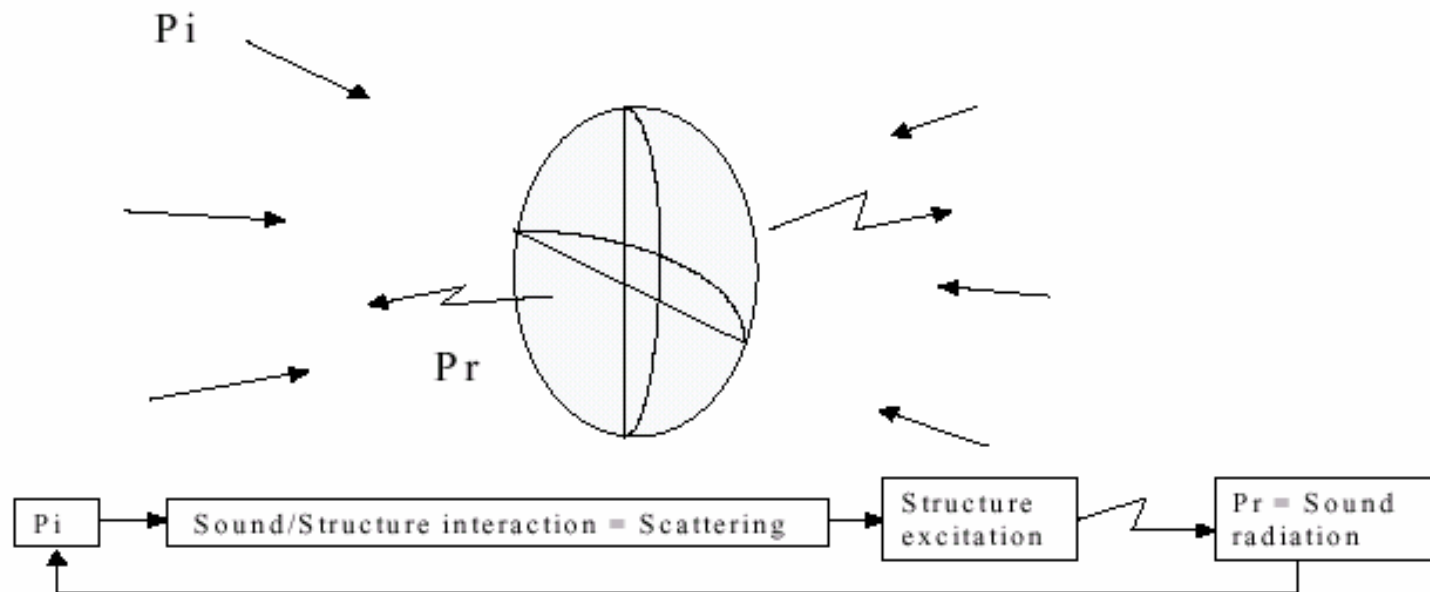 Pi
Pr
Pi
Sound/Structure interaction = Scattering
Structure
excitation
Pr = Sound
radiation